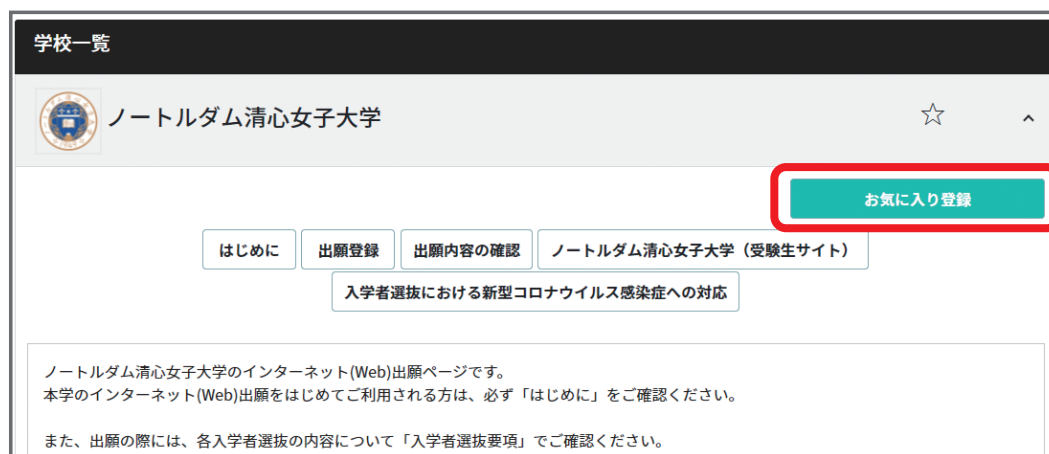 学校一覧
ノートルダム清心女子大学
お気に入り登録
はじめに 出願登録 出願内容の確認 ノートルダム清心女子大学（受験生サイト）
入学者選抜における新型コロナウイルス感染症への対応
ノートルダム清心女子大学のインターネット(Web)出願ページです。
本学のインターネット(Web)出願をはじめてご利用される方は、必ず「はじめに」をご確認ください。
また、出願の際には、各入学者選抜の内容について「入学者選抜要項」でご確認ください。